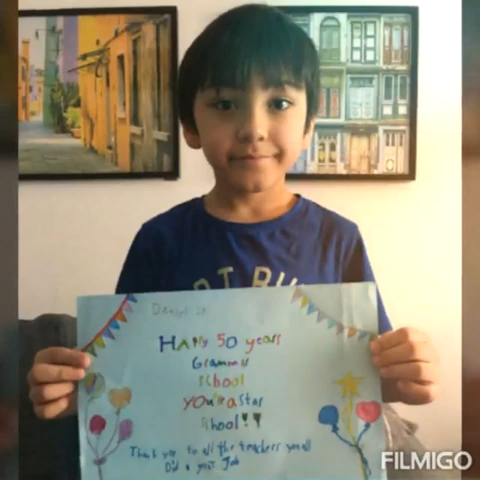 HAPPy 50 years
Grammar
school
you're a star
school!!
Thank you to all the teachers you all
Did a great Job
FILMIGO